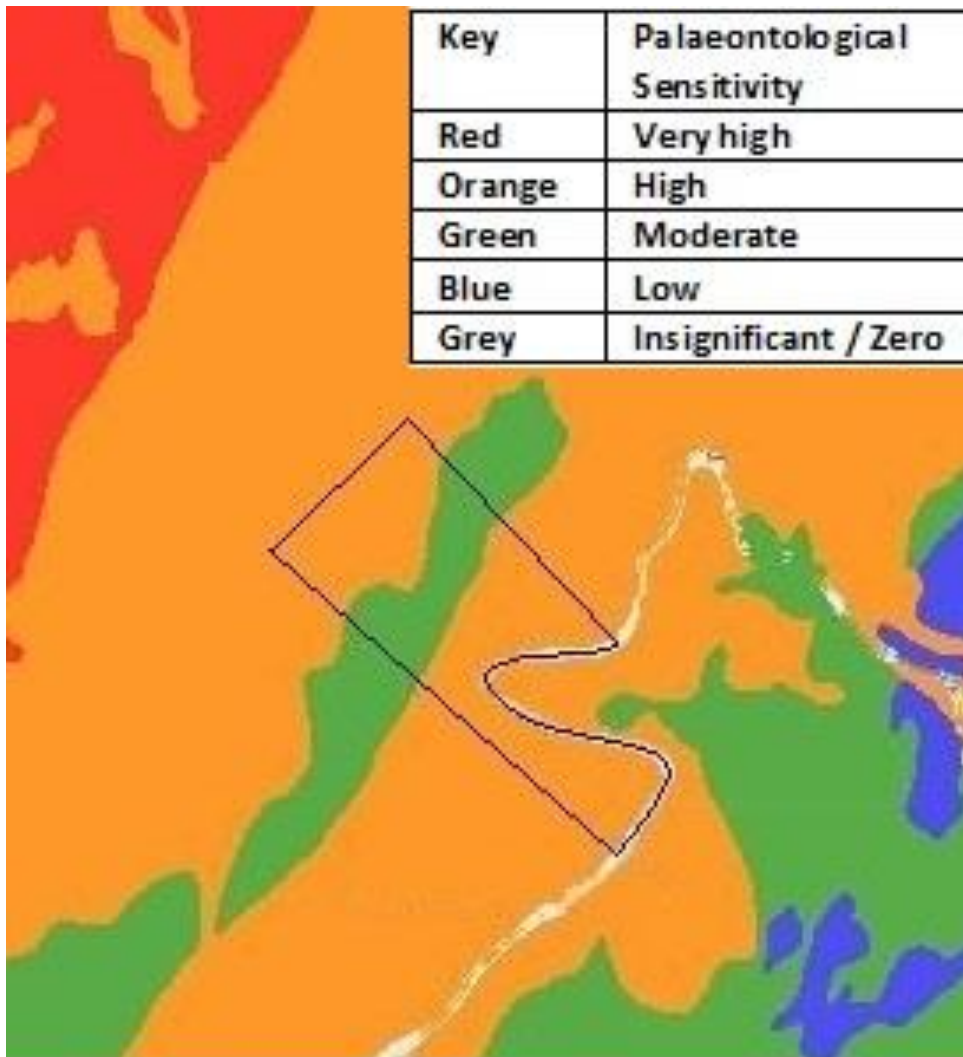 Key Palaeontological
Sensitivity
Red Very high
Orange High
Green Moderate
Blue Low
Grey Insignificant / Zero